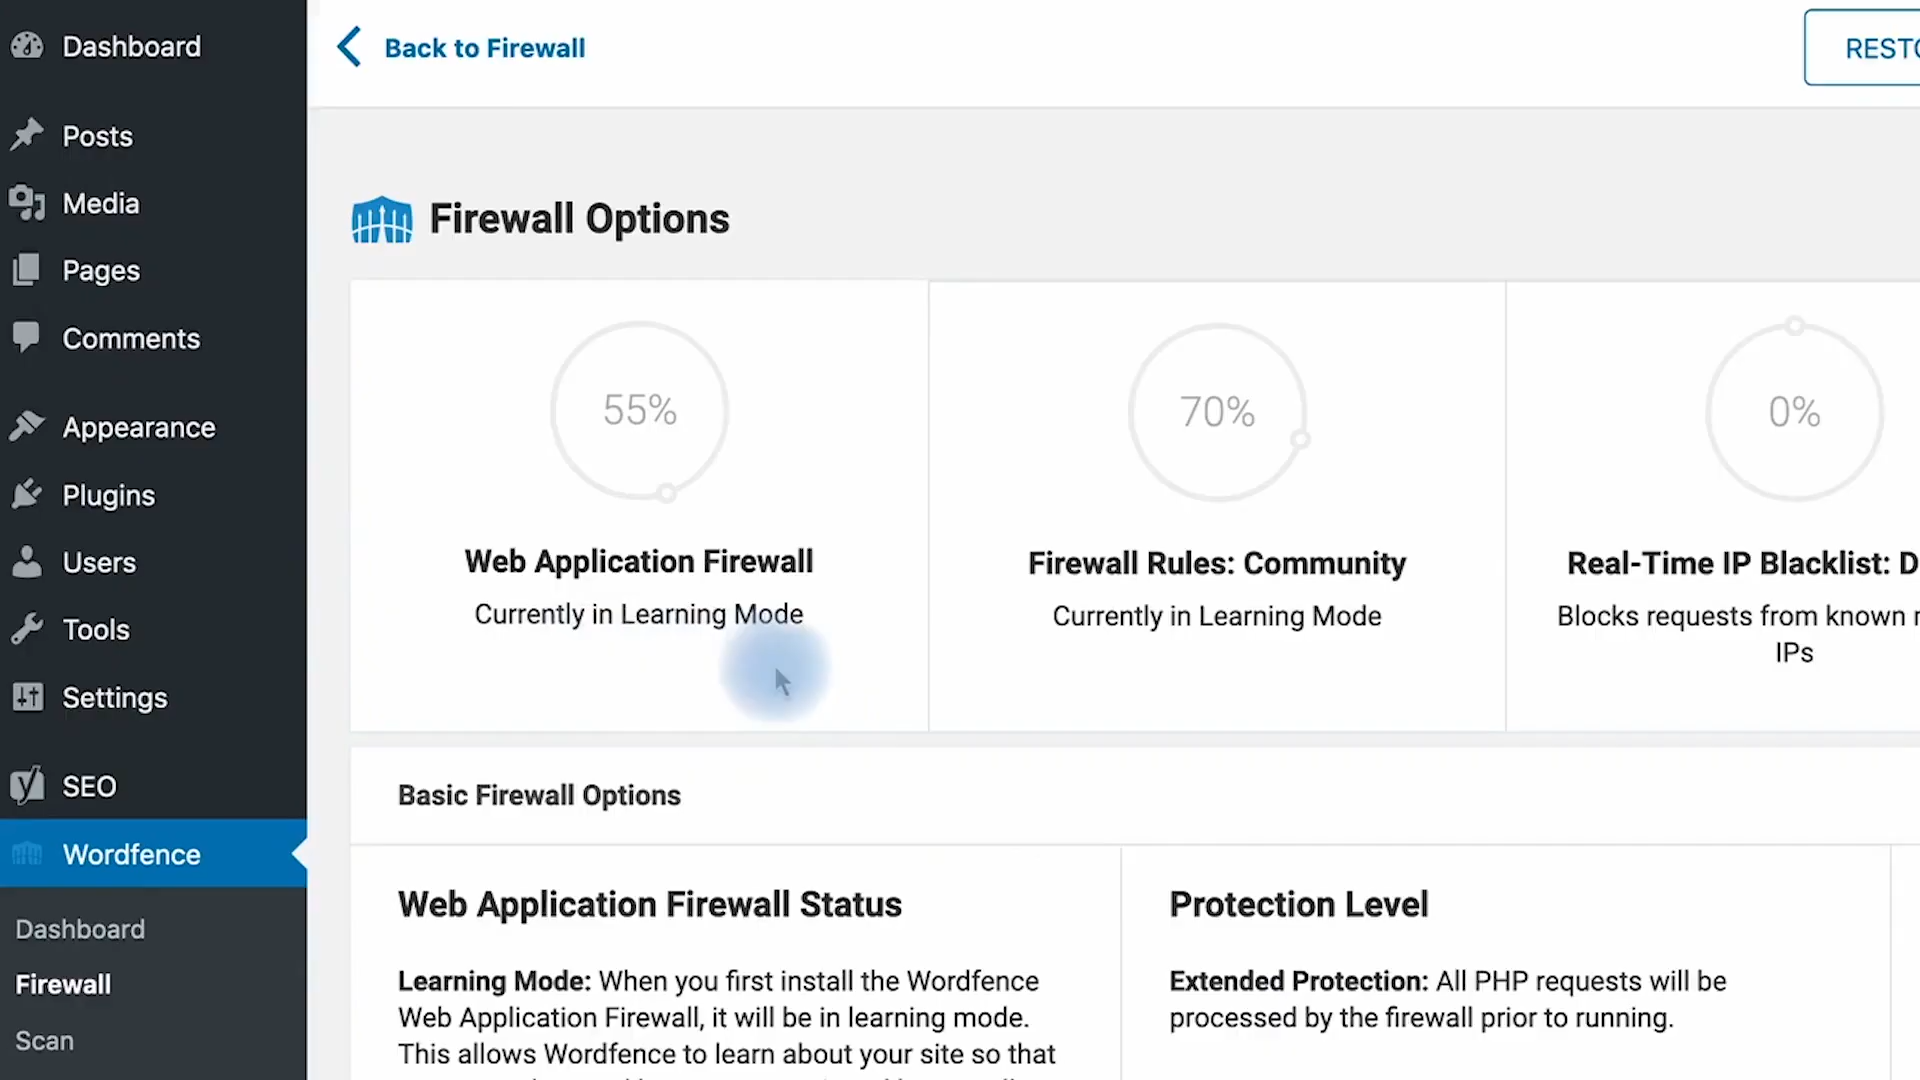 Dashboard
Posts
Media
Pages
Comments
Appearance
Plugins
Users
Tools
Settings
SEO
Wordfence
Dashboard
Firewall
Scan
Back to Firewall
Firewall Options
55%
Web Application Firewall
Currently in Learning Mode
70%
Firewall Rules: Community
Currently in Learning Mode
0%
Real-Time IP Blacklist:
Blocks requests from known
IPs
Basic Firewall Options
Web Application Firewall Status
Learning Mode: When you first install the Wordfence
Web Application Firewall, it will be in learning mode.
This allows Wordfence to learn about your site so that
Protection Level
Extended Protection: All PHP requests will be
processed by the firewall prior to running.